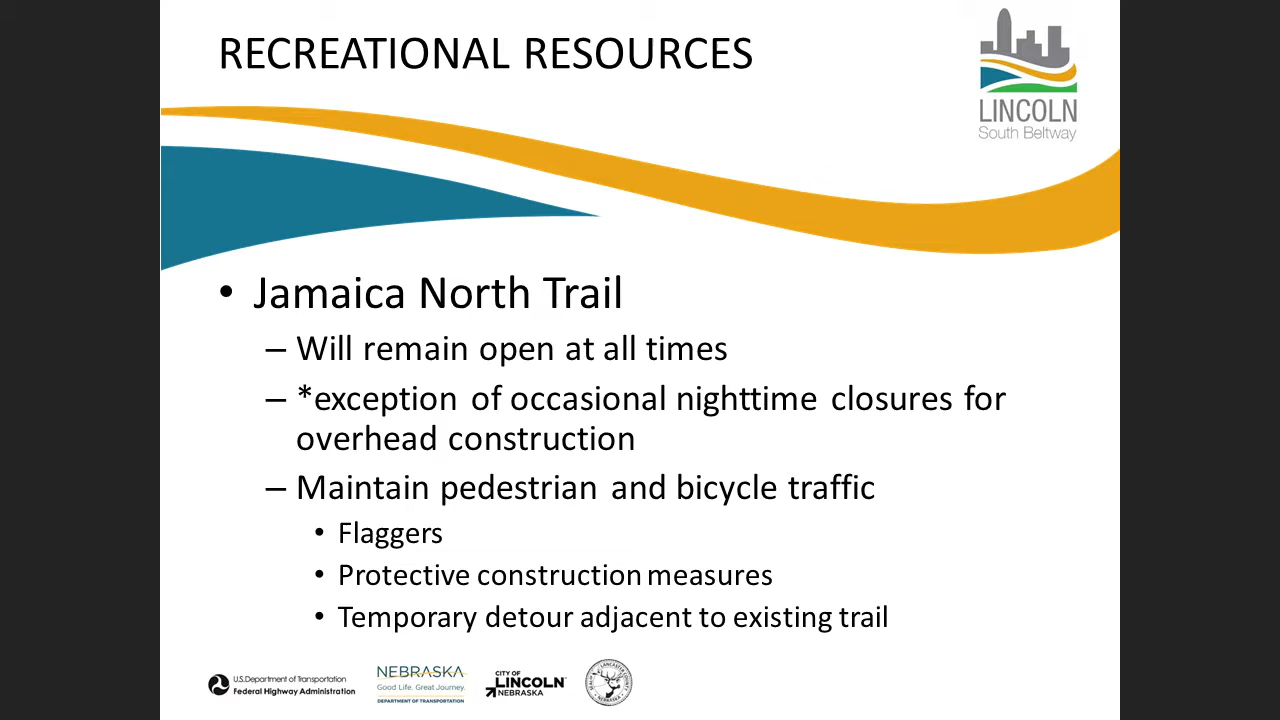 RECREATIONAL RESOURCES
LINCOLN
South Beltway
• Jamaica North Trail
– Will remain open at all times
– *exception of occasional nighttime closures for
overhead construction
– Maintain pedestrian and bicycle traffic
• Flaggers
• Protective construction measures
• Temporary detour adjacent to existing trail
U.S.Department of Transportation
Federal Highway Administration
NEBRASKA
Good Life. Great Journey.
DEPARTMENT OF TRANSPORTATION
CITY OF
LINCOLN
NEBRASKA